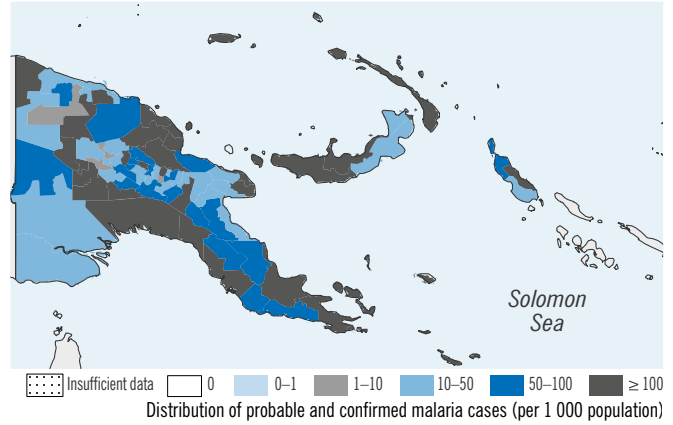 Solomon
Sea
Insufficient data 0 0–1 1–10 10–50 50–100 ≥ 100
Distribution of probable and confirmed malaria cases (per 1 000 population)